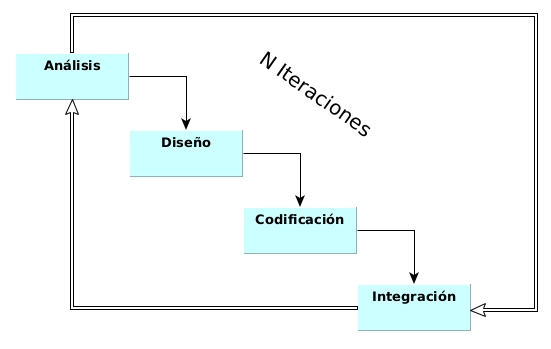 Análisis
N Iteraciones
Diseño
Codificación
Integración